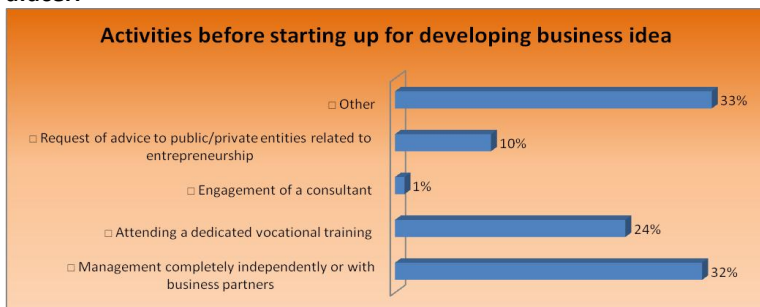 Activities before starting up for developing business idea
□ Other
33%
□ Request of advice to public/private entities related to
entrepreneurship
10%
□ Engagement of a consultant
1%
□ Attending a dedicated vocational training
24%
□ Management completely independently or with
business partners
32%